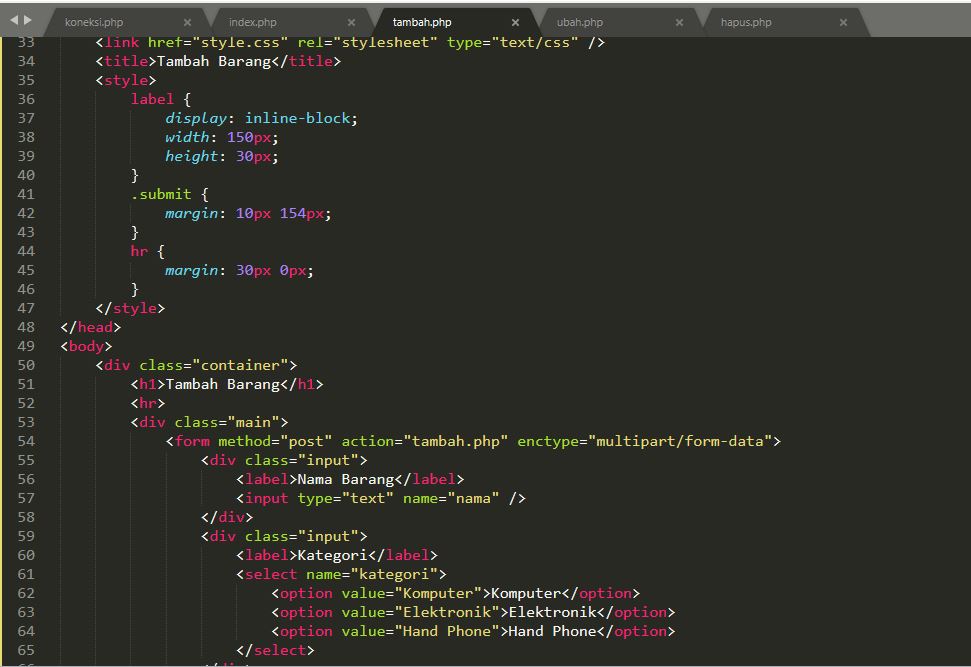 koneksi.php × index.php × tambah.php × ubah.php × hapus.php ×
33 <link href="style.css" rel="stylesheet" type="text/css" />
34 <title>Tambah Barang</title>
35 <style>
36 label {
37 display: inline-block;
38 width: 150px;
39 height: 30px;
40 }
41 .submit {
42 margin: 10px 154px;
43 }
44 hr {
45 margin: 30px 0px;
46 }
47 </style>
48 </head>
49 <body>
50 <div class="container">
51 <h1>Tambah Barang</h1>
52 <hr>
53 <div class="main">
54 <form method="post" action="tambah.php" enctype="multipart/form-data">
55 <div class="input">
56 <label>Nama Barang</label>
57 <input type="text" name="nama" />
58 </div>
59 <div class="input">
60 <label>Kategori</label>
61 <select name="kategori">
62 <option value="Komputer">Komputer</option>
63 <option value="Elektronik">Elektronik</option>
64 <option value="Hand Phone">Hand Phone</option>
65 </select>